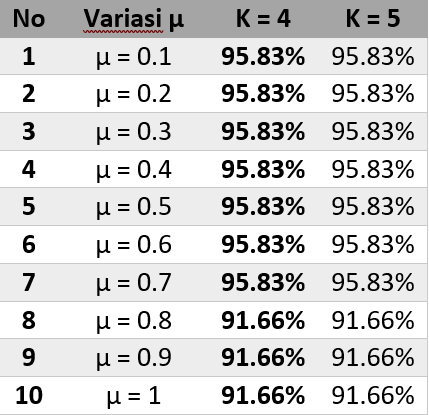 No Variasi μ K = 4 K = 5
1 μ = 0.1 95.83% 95.83%
2 μ = 0.2 95.83% 95.83%
3 μ = 0.3 95.83% 95.83%
4 μ = 0.4 95.83% 95.83%
5 μ = 0.5 95.83% 95.83%
6 μ = 0.6 95.83% 95.83%
7 μ = 0.7 95.83% 95.83%
8 μ = 0.8 91.66% 91.66%
9 μ = 0.9 91.66% 91.66%
10 μ = 1 91.66% 91.66%